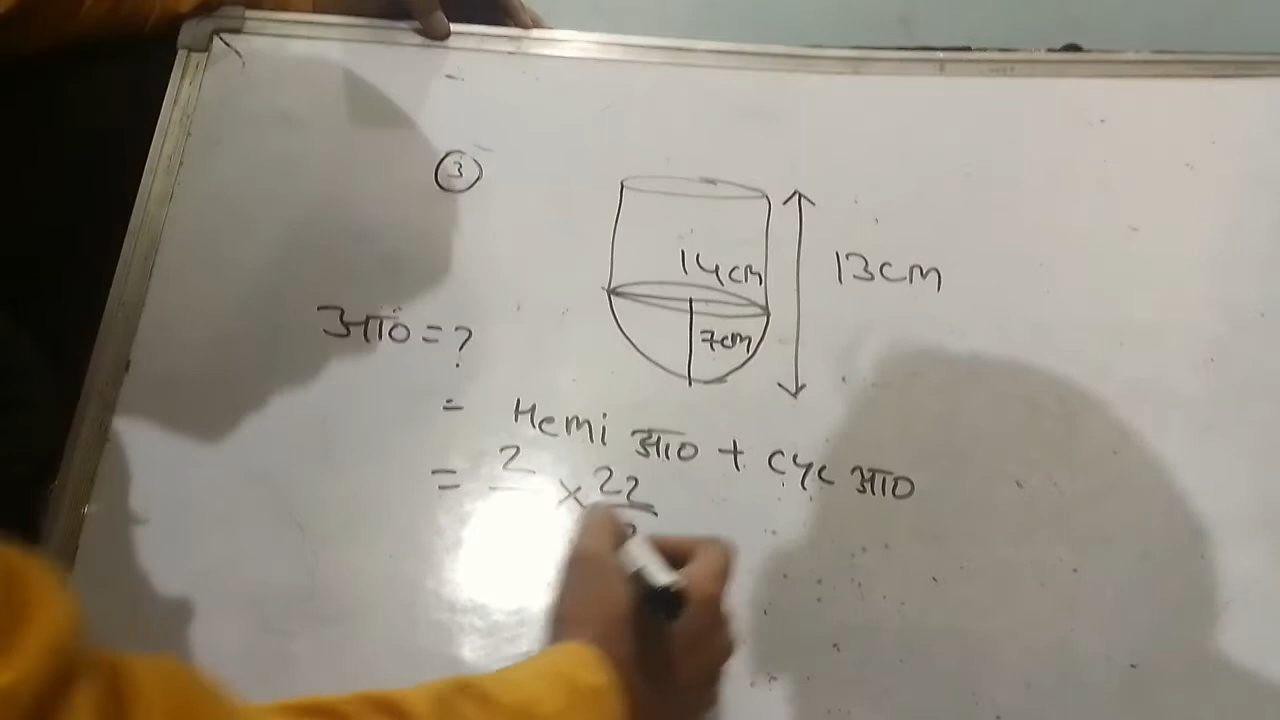 3
14cm
13cm
7cm
आ0 = ?
= Hemi आ0 + cyc आ0
= 2 × 22